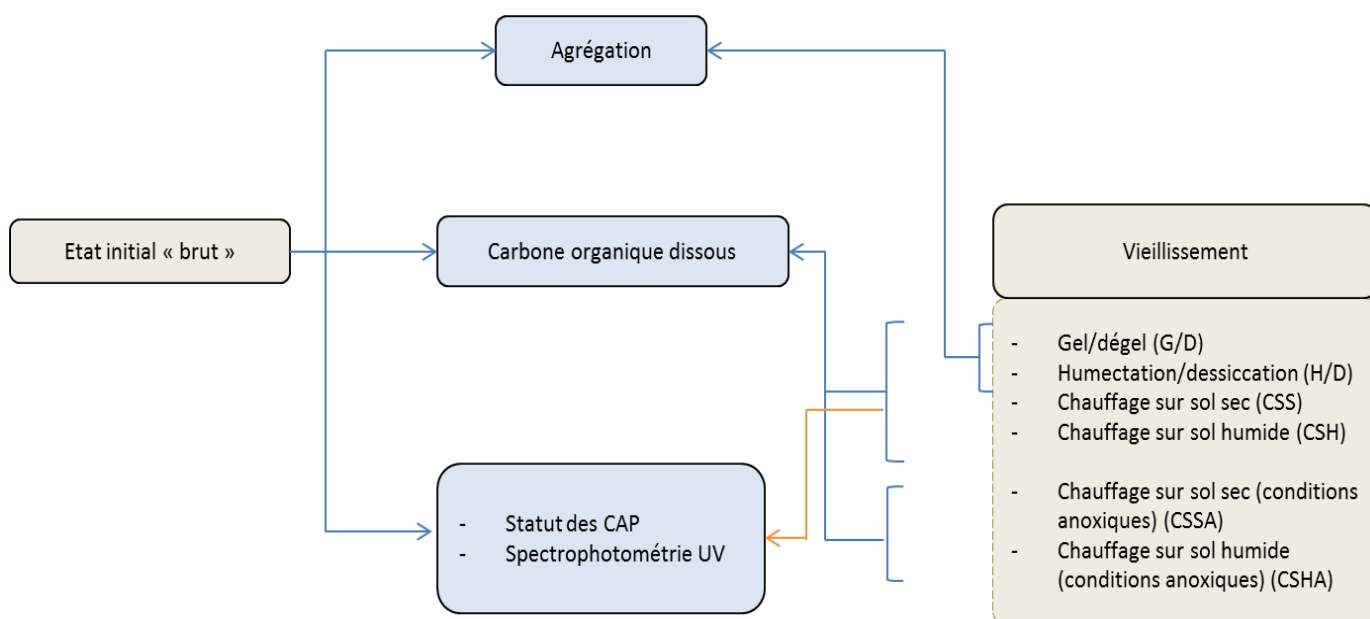 Agrégation
Etat initial « brut »
Carbone organique dissous
- Statut des CAP
- Spectrophotométrie UV
Vieillissement
- Gel/dégel (G/D)
- Humectation/dessiccation (H/D)
- Chauffage sur sol sec (CSS)
- Chauffage sur sol humide (CSH)
- Chauffage sur sol sec (conditions
anoxiques) (CSSA)
- Chauffage sur sol humide
(conditions anoxiques) (CSHA)